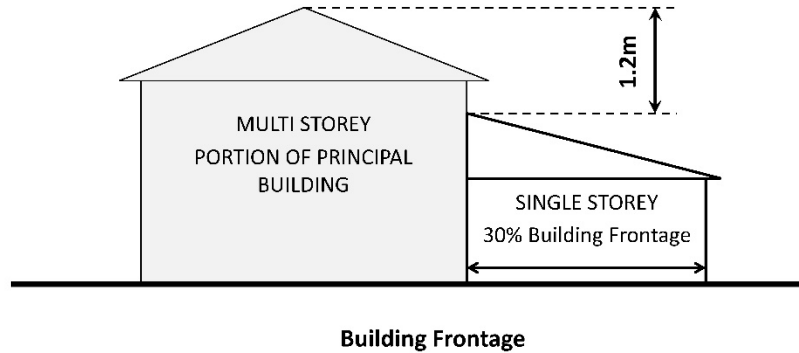 1.2m
MULTI STOREY
PORTION OF PRINCIPAL
BUILDING
SINGLE STOREY
30% Building Frontage
Building Frontage